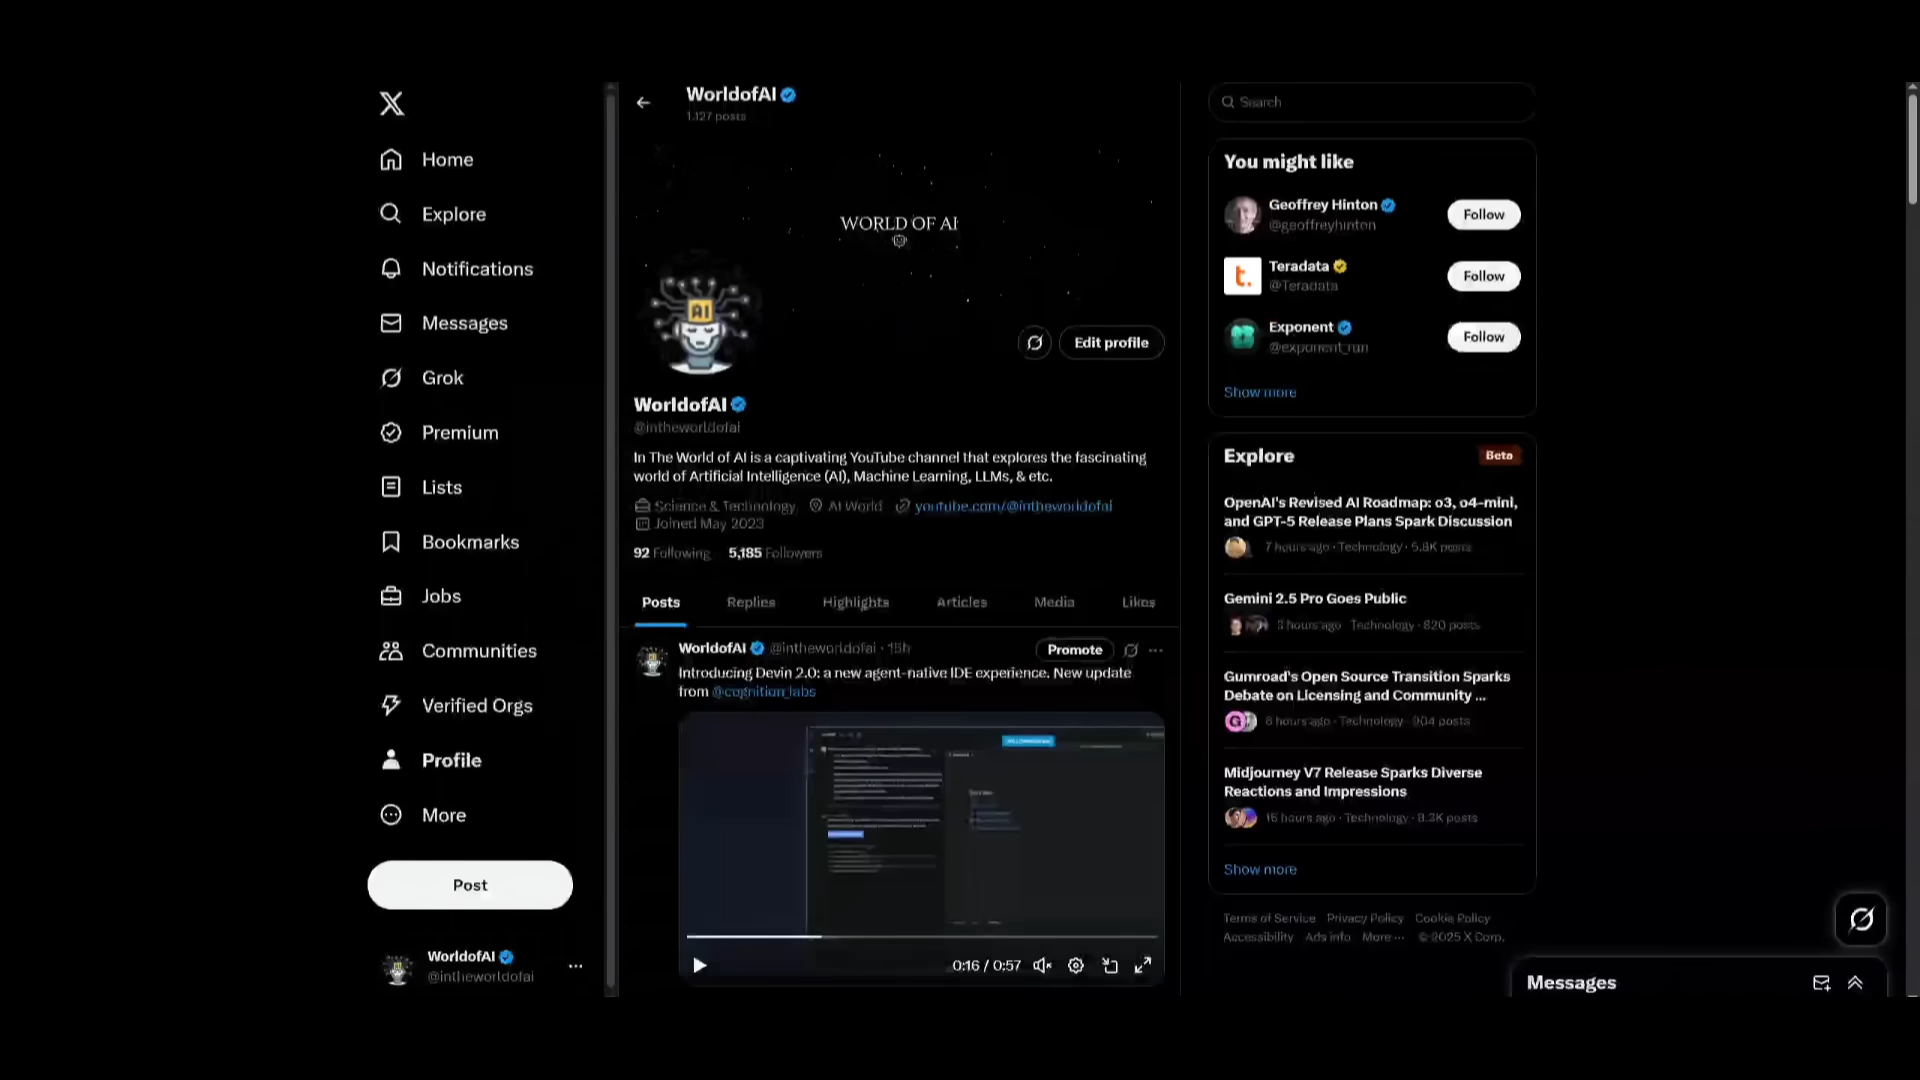 Home
Explore
Notifications
Messages
Grok
Premium
Lists
Bookmarks
Jobs
Communities
Verified Orgs
Profile
More
Post
WorldofAI
@intheworldofai
WorldofAI
1,127 posts
WORLD OF AI
AI
Edit profile
WorldofAI
@intheworldofai
In The World of AI is a captivating YouTube channel that explores the fascinating
world of Artificial Intelligence (AI), Machine Learning, LLMs, & etc.
Science & Technology AI World youtube.com/@intheworldofai
Joined May 2023
92 Following 5,185 Followers
Posts Replies Highlights Articles Media Likes
WorldofAI @intheworldofai · 15h
Promote
Introducing Devin 2.0: a new agent-native IDE experience. New update
from @cognition_labs
0:16 / 0:57
Search
You might like
Geoffrey Hinton
@geoffreyhinton
Follow
Teradata
@Teradata
Follow
Exponent
@exponent_run
Follow
Show more
Explore
Beta
OpenAI's Revised AI Roadmap: o3, o4-mini,
and GPT-5 Release Plans Spark Discussion
7 hours ago · Technology · 5.8K posts
Gemini 2.5 Pro Goes Public
hours ago · Technology · 820 posts
Gumroad's Open Source Transition Sparks
Debate on Licensing and Community ...
hours ago · Technology · 904 posts
Midjourney V7 Release Sparks Diverse
Reactions and Impressions
16 hours ago · Technology · 8.3K posts
Show more
Terms of Service Privacy Policy Cookie Policy
Accessibility Ads info More ··· © 2025 X Corp.
Messages